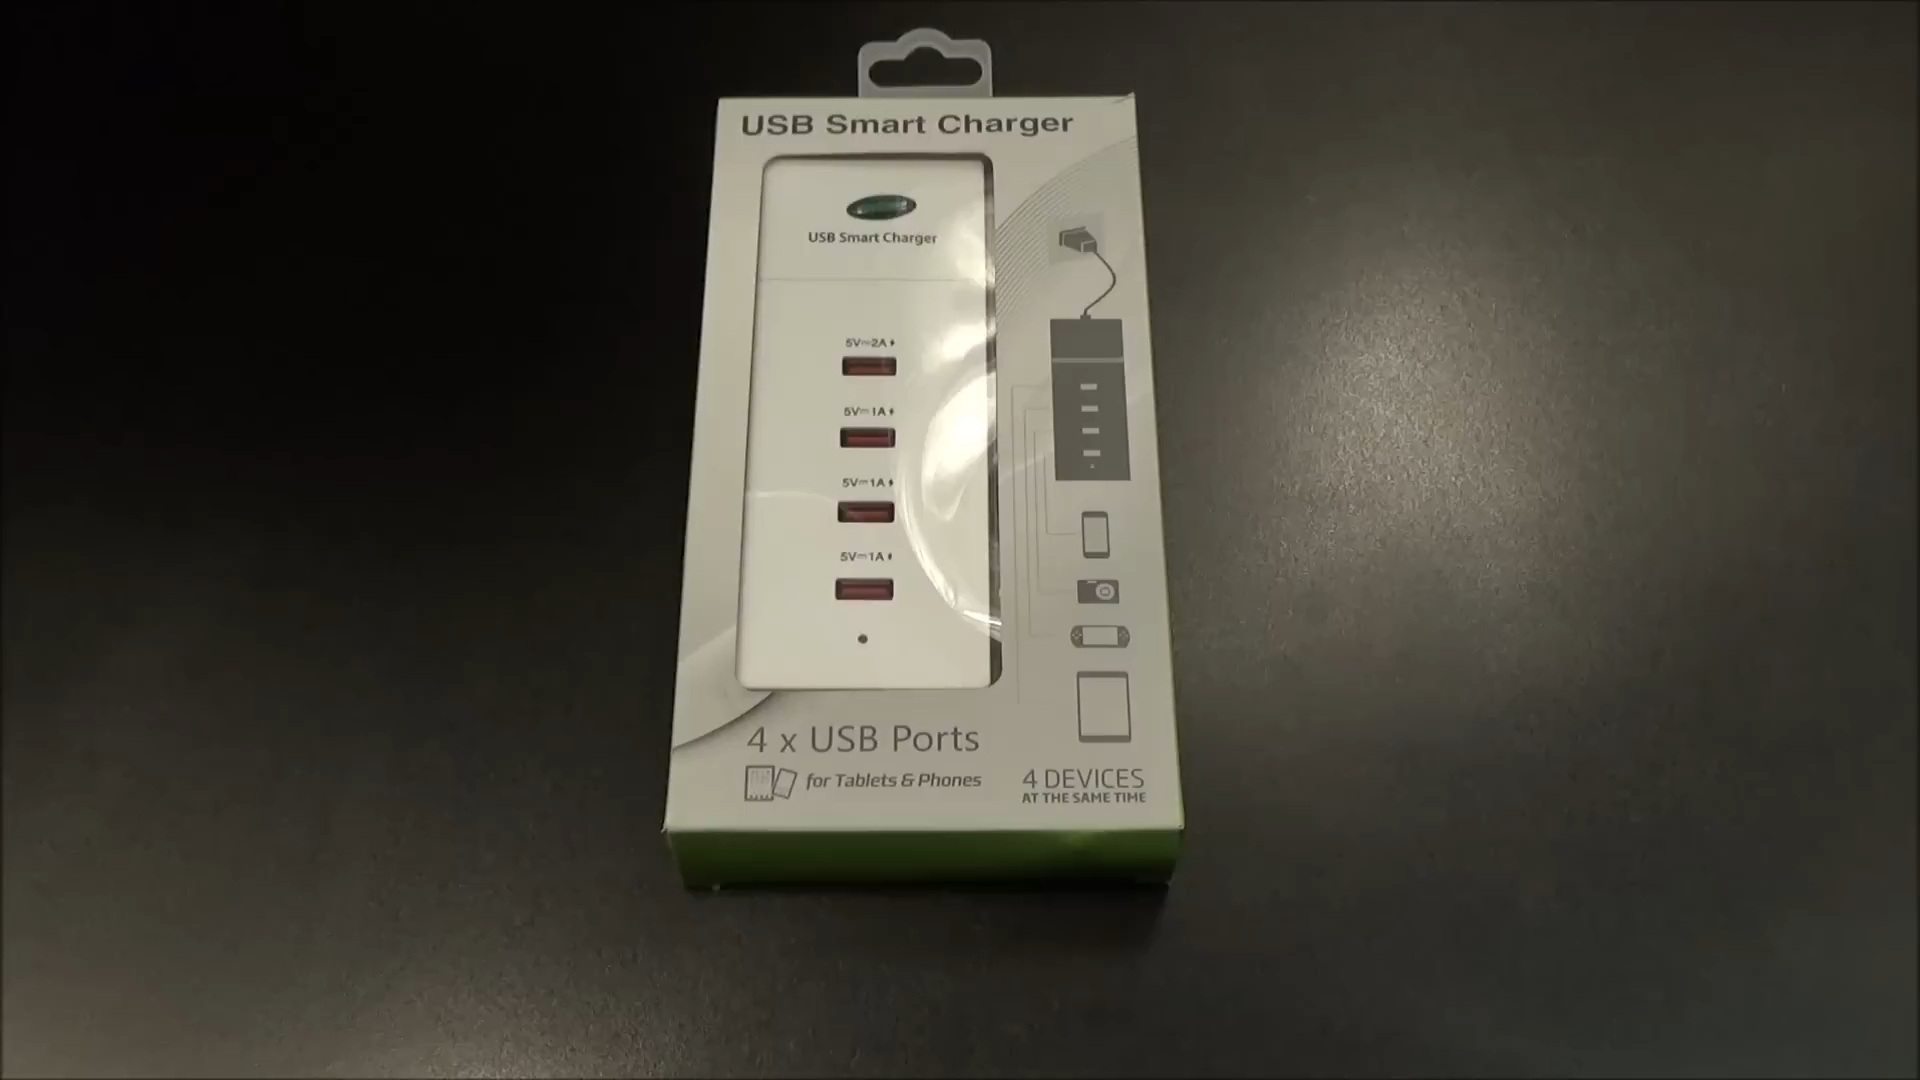 USB Smart Charger
USB Smart Charger
5V⎓2A
5V⎓1A
5V⎓1A
5V⎓1A
4 x USB Ports
for Tablets & Phones
4 DEVICES
AT THE SAME TIME